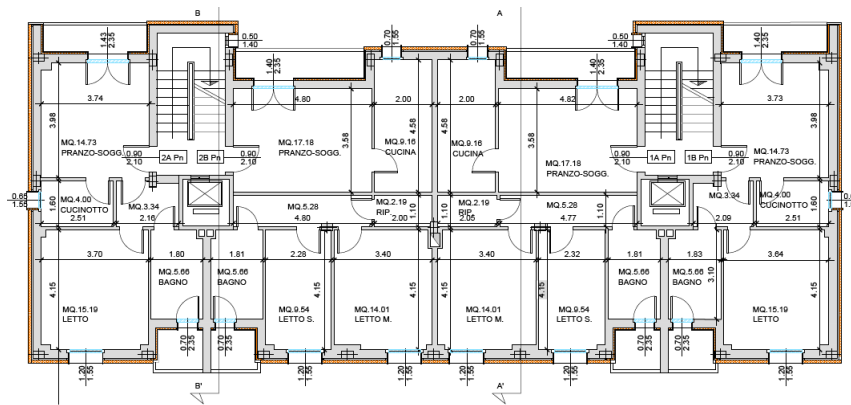 B
A
1.43
2.35
0.50
1.40
0.70
1.55
0.70
1.55
0.50
1.40
1.43
2.35
1.40
2.35
1.40
2.35
3.74
4.80
2.00
2.00
4.82
3.73
3.98
3.58
4.58
4.58
3.58
3.98
MQ.14.73
PRANZO-SOGG.
MQ.17.18
PRANZO-SOGG.
MQ.9.16
CUCINA
MQ.9.16
CUCINA
MQ.17.18
PRANZO-SOGG.
MQ.14.73
PRANZO-SOGG.
0.90
2.10
2A Pn
2B Pn
0.90
2.10
0.90
2.10
1A Pn
1B Pn
0.90
2.10
0.65
1.55
1.60
MQ.4.00
CUCINOTTO
2.51
MQ.3.34
2.16
MQ.5.28
4.80
MQ.2.19
RIP.
2.00
1.10
1.10
MQ.2.19
RIP.
2.05
MQ.5.28
4.77
1.10
MQ.3.34
2.09
MQ.4.00
CUCINOTTO
2.51
1.60
3.70
1.80
1.81
2.28
3.40
3.40
2.32
1.81
1.83
3.64
4.15
MQ.5.66
BAGNO
MQ.5.66
BAGNO
4.15
4.15
4.15
4.15
MQ.5.66
BAGNO
MQ.5.66
BAGNO
3.10
4.15
MQ.15.19
LETTO
MQ.9.54
LETTO S.
MQ.14.01
LETTO M.
MQ.14.01
LETTO M.
MQ.9.54
LETTO S.
MQ.15.19
LETTO
0.70
2.35
0.70
2.35
0.70
2.35
0.70
2.35
1.20
1.55
1.20
1.55
1.20
1.55
1.20
1.55
1.20
1.55
1.20
1.55
B'
A'